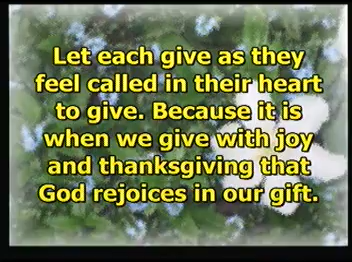 Let each give as they
feel called in their heart
to give. Because it is
when we give with joy
and thanksgiving that
God rejoices in our gift.